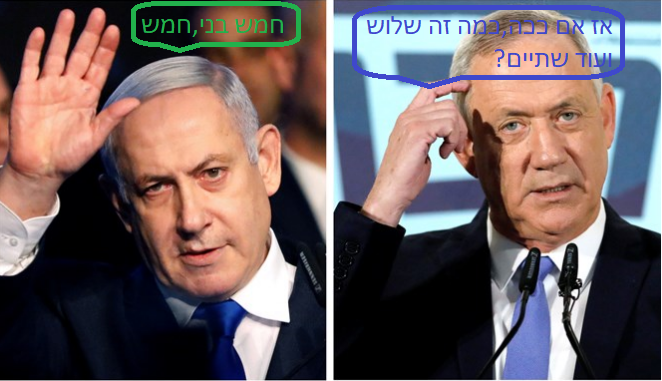 אז אם ככה,כמה זה שלוש
ועוד שתיים?
חמש בני,חמש